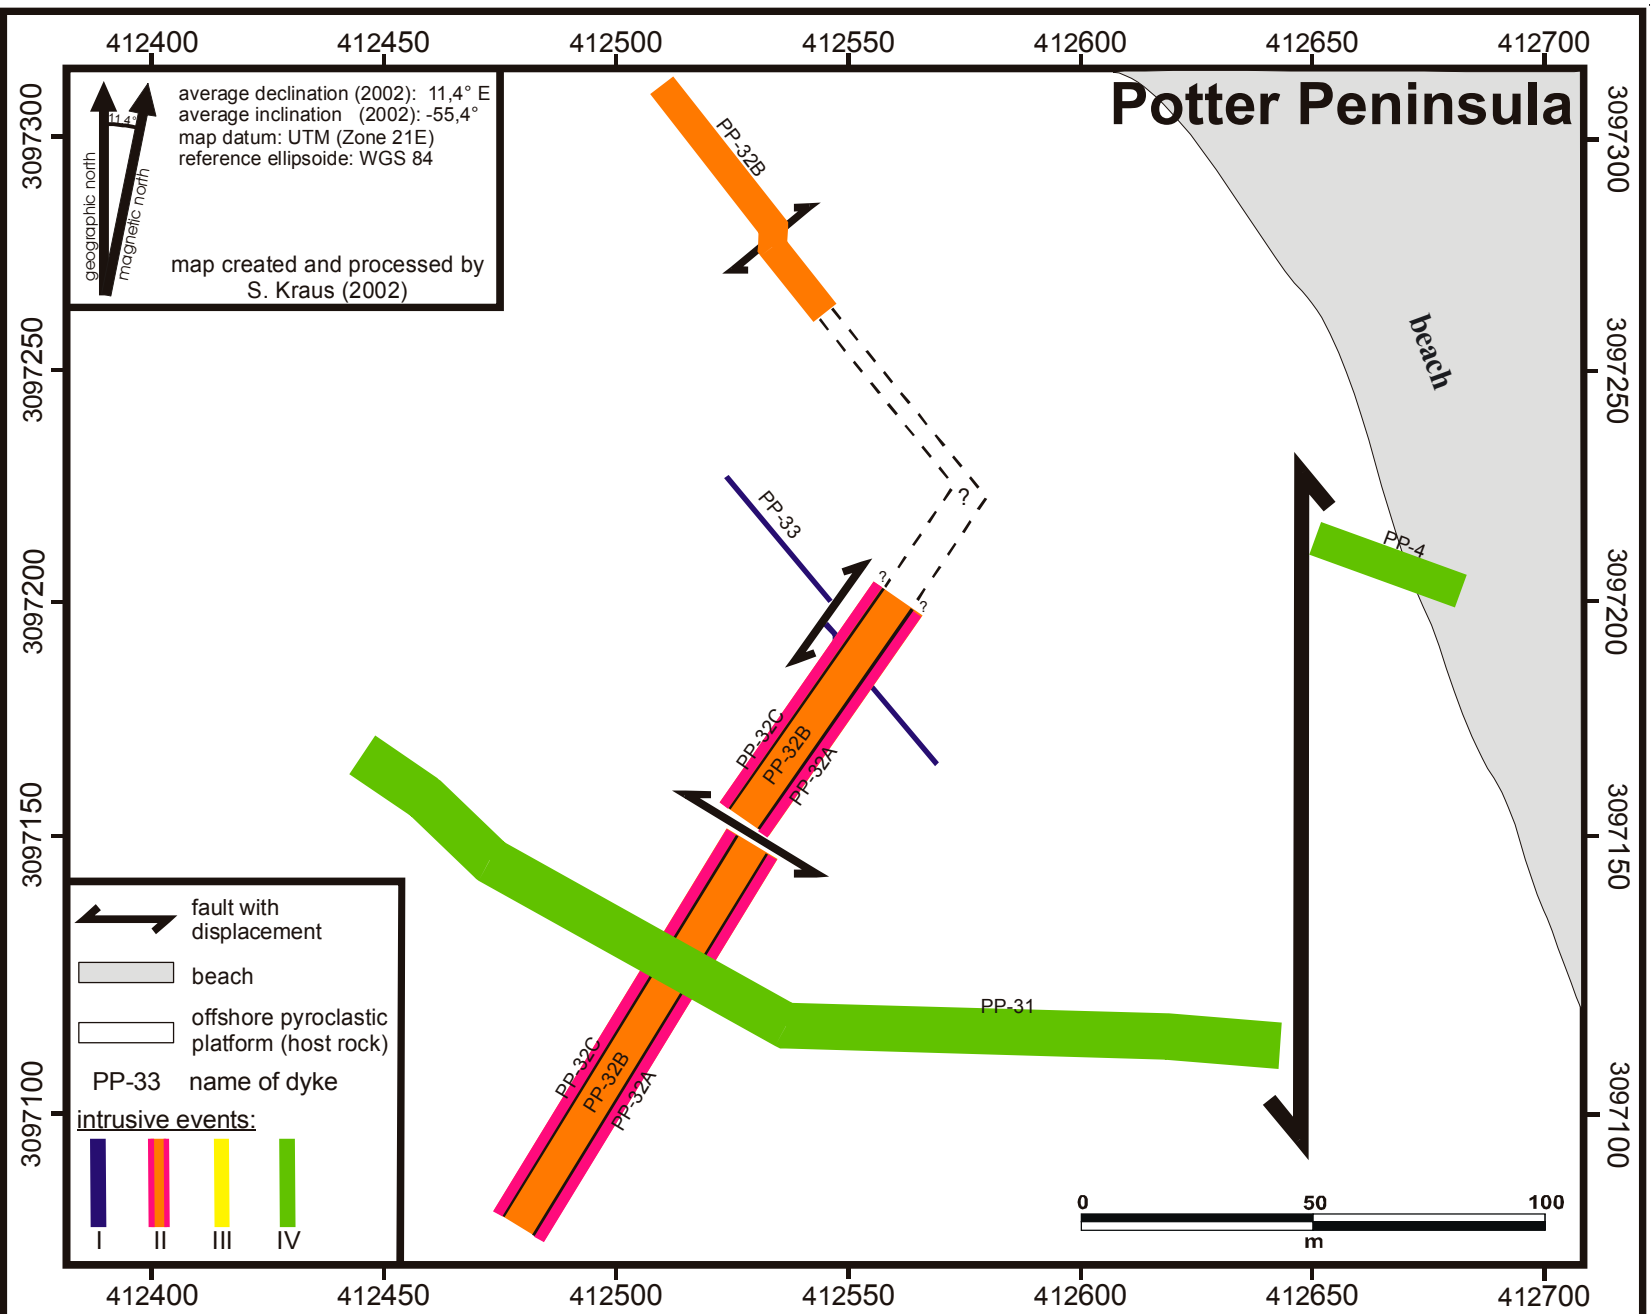 412400 412450 412500 412550 412600 412650 412700
Potter Peninsula
11,4°
geographic north
magnetic north
average declination (2002): 11,4° E
average inclination (2002): -55,4°
map datum: UTM (Zone 21E)
reference ellipsoide: WGS 84
map created and processed by
S. Kraus (2002)
3097300
3097250
3097200
3097150
3097100
3097300
3097250
3097200
3097150
3097100
beach
PP-32B
?
PP-33
?
?
PP-4
PP-32C
PP-32B
PP-32A
PP-31
PP-32C
PP-32B
PP-32A
fault with
displacement
beach
offshore pyroclastic
platform (host rock)
PP-33 name of dyke
intrusive events:
I II III IV
0 50 100
m
412400 412450 412500 412550 412600 412650 412700